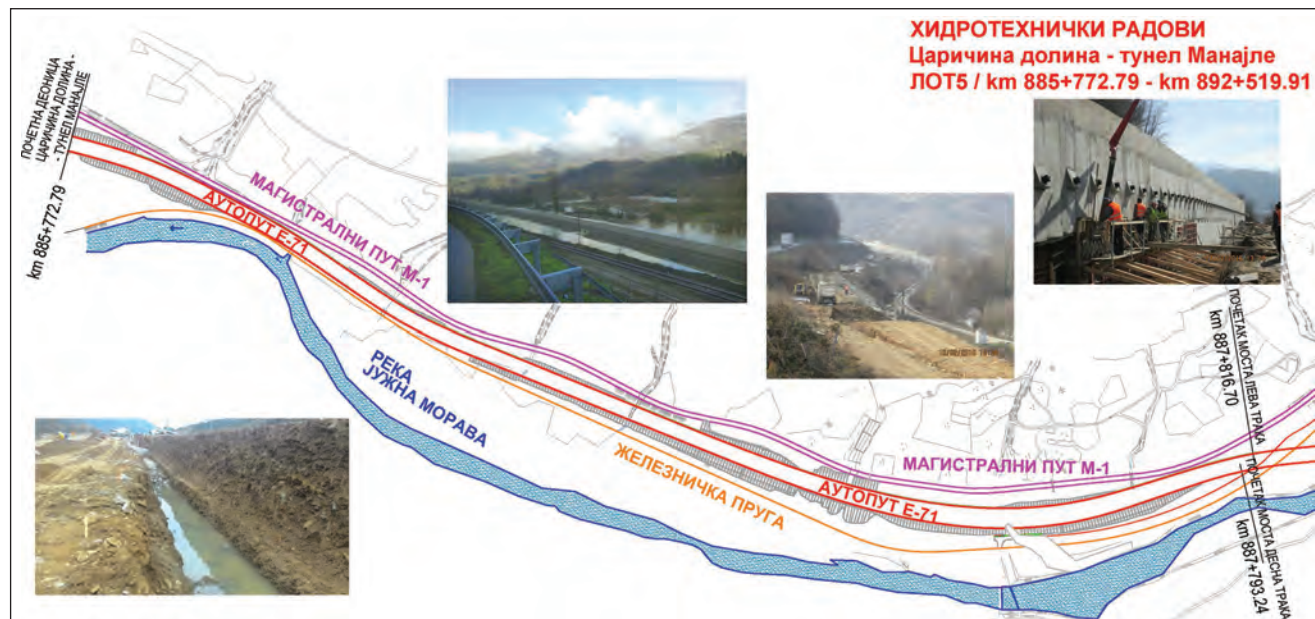 ХИДРОТЕХНИЧКИ РАДОВИ
Царичина долина - тунел Манајле
ЛОТ5 / km 885+772.79 - km 892+519.91
ПОЧЕТНА ДЕОНИЦА
ЦАРИЧИНА ДОЛИНА -
- ТУНЕЛ МАНАЈЛЕ
km 885+772.79
МАГИСТРАЛНИ ПУТ М-1
АУТОПУТ Е-71
РЕКА
ЈУЖНА МОРАВА
ЖЕЛЕЗНИЧКА ПРУГА
АУТОПУТ Е-71
МАГИСТРАЛНИ ПУТ М-1
ПОЧЕТАК МОСТА ЛЕВА ТРАКА
km 887+816.70
ПОЧЕТАК МОСТА ДЕСНА ТРАКА
km 887+793.24